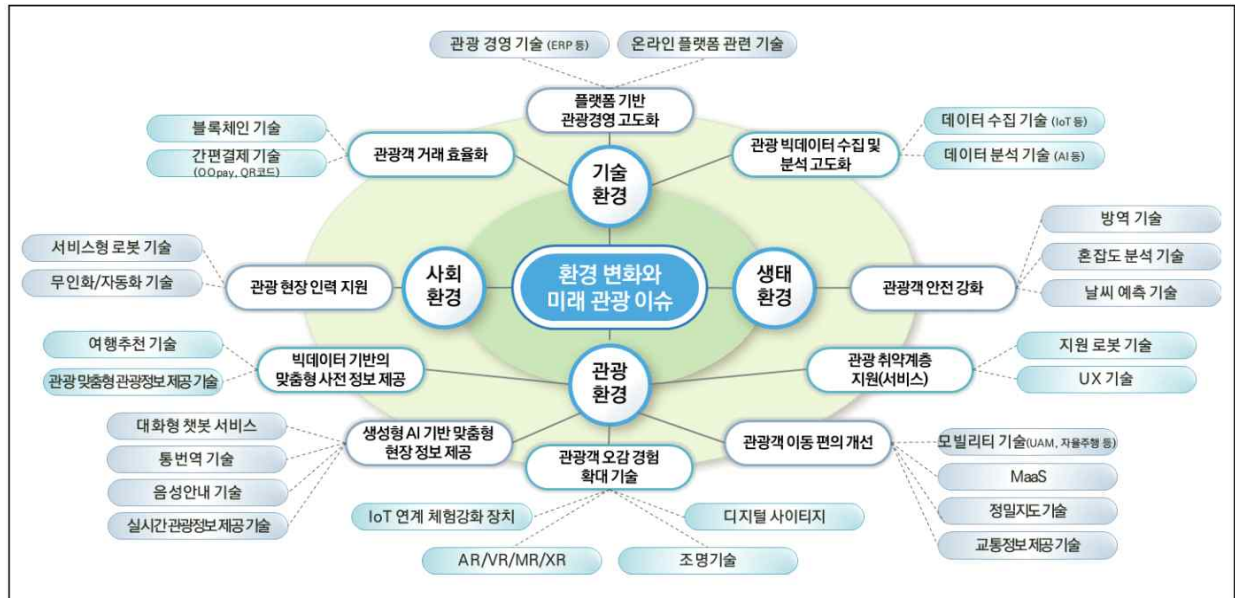 관광 경영 기술 (ERP 등)
온라인 플랫폼 관련 기술
플랫폼 기반
관광경영 고도화
블록체인 기술
간편결제 기술
(OOpay, QR코드)
관광객 거래 효율화
관광 빅데이터 수집 및
분석 고도화
데이터 수집 기술 (IoT 등)
데이터 분석 기술 (AI 등)
기술
환경
서비스형 로봇 기술
무인화/자동화 기술
관광 현장 인력 지원
사회
환경
환경 변화와
미래 관광 이슈
생태
환경
관광객 안전 강화
방역 기술
혼잡도 분석 기술
날씨 예측 기술
여행추천 기술
관광 맞춤형 관광정보 제공 기술
빅데이터 기반의
맞춤형 사전 정보 제공
관광
환경
관광 취약계층
지원(서비스)
지원 로봇 기술
UX 기술
대화형 챗봇 서비스
통번역 기술
음성안내 기술
실시간 관광정보 제공 기술
생성형 AI 기반 맞춤형
현장 정보 제공
관광객 오감 경험
확대 기술
관광객 이동 편의 개선
모빌리티 기술(UAM, 자율주행 등)
MaaS
정밀지도 기술
교통정보 제공 기술
IoT 연계 체험강화 장치
디지털 사이티지
AR/VR/MR/XR
조명기술